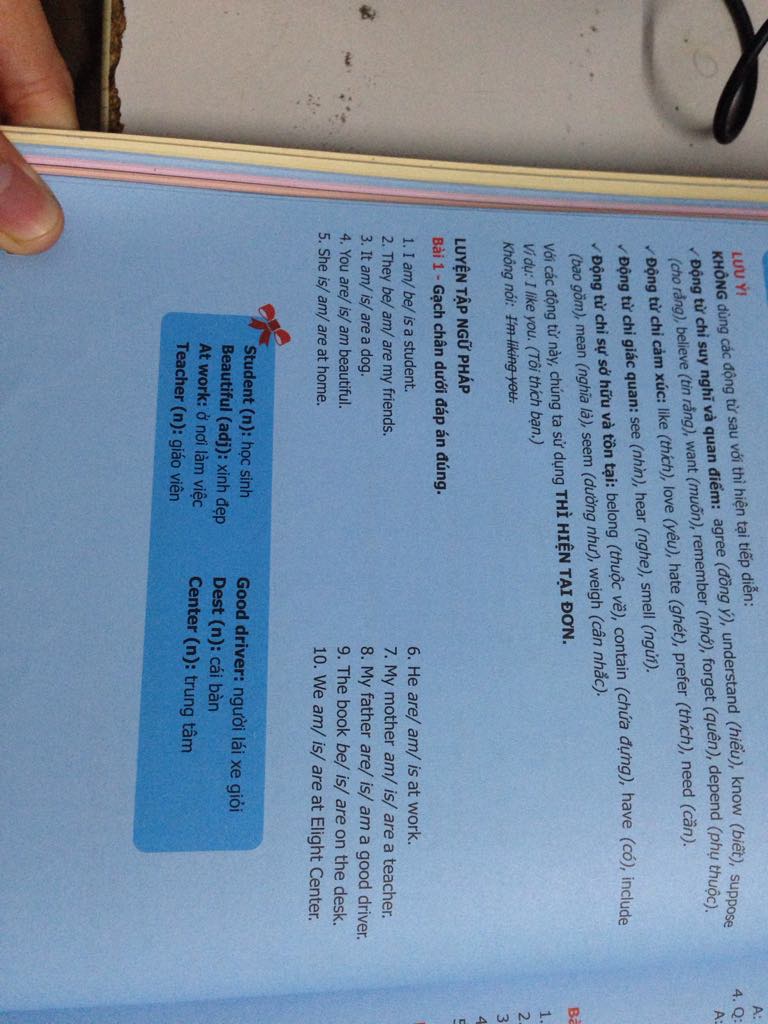 LƯU Ý!
KHÔNG dùng các động từ sau với thì hiện tại tiếp diễn:
✓ Động từ chỉ suy nghĩ và quan điểm: agree (đồng ý), understand (hiểu), know (biết), suppose
(cho rằng), believe (tin rằng), want (muốn), remember (nhớ), forget (quên), depend (phụ thuộc).
✓ Động từ chỉ cảm xúc: like (thích), love (yêu), hate (ghét), prefer (thích), need (cần).
✓ Động từ chỉ giác quan: see (nhìn), hear (nghe), smell (ngửi).
✓ Động từ chỉ sự sở hữu và tồn tại: belong (thuộc về), contain (chứa đựng), have (có), include
(bao gồm), mean (nghĩa là), seem (dường như), weigh (cân nhắc).
Với các động từ này, chúng ta sử dụng THÌ HIỆN TẠI ĐƠN.
Ví dụ: I like you. (Tôi thích bạn.)
Không nói: I'm liking you.
LUYỆN TẬP NGỮ PHÁP
Bài 1 - Gạch chân dưới đáp án đúng.
1. I am/ be/ is a student.
2. They be/ am/ are my friends.
3. It am/ is/ are a dog.
4. You are/ is/ am beautiful.
5. She is/ am/ are at home.
6. He are/ am/ is at work.
7. My mother am/ is/ are a teacher.
8. My father are/ is/ am a good driver.
9. The book be/ is/ are on the desk.
10. We am/ is/ are at Elight Center.
Student (n): học sinh
Beautiful (adj): xinh đẹp
At work: ở nơi làm việc
Teacher (n): giáo viên
Good driver: người lái xe giỏi
Dest (n): cái bàn
Center (n): trung tâm
A:
4. Q:
A:
1.
2.
3
4